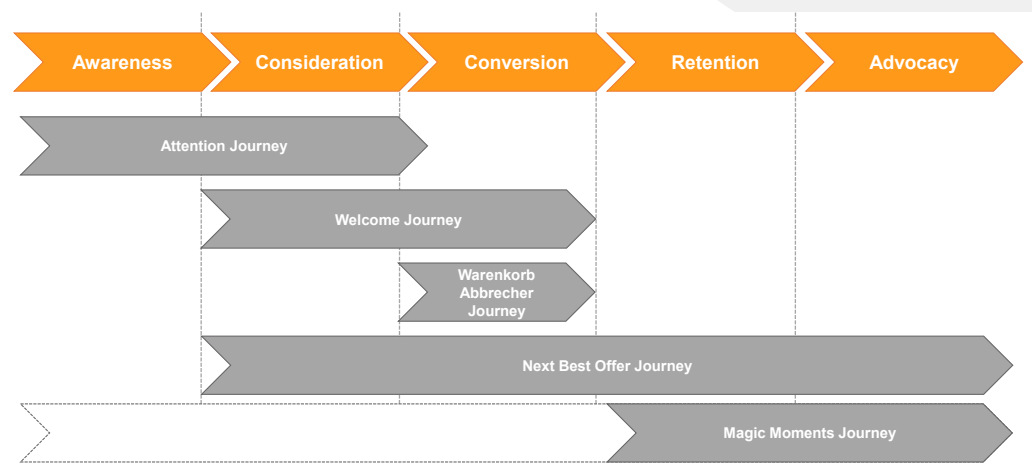 Awareness
Consideration
Conversion
Retention
Advocacy
Attention Journey
Welcome Journey
Warenkorb
Abbrecher
Journey
Next Best Offer Journey
Magic Moments Journey